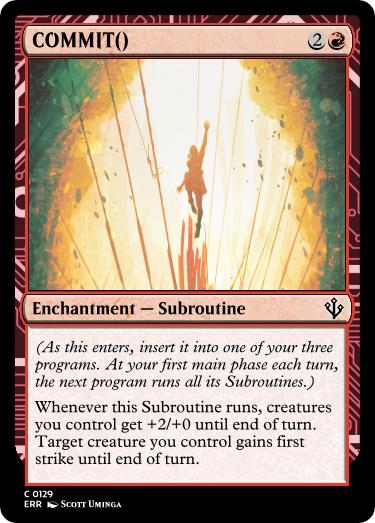 COMMIT() 2
Enchantment — Subroutine
(As this enters, insert it into one of your three
programs. At your first main phase each turn,
the next program runs all its Subroutines.)
Whenever this Subroutine runs, creatures
you control get +2/+0 until end of turn.
Target creature you control gains first
strike until end of turn.
C 0129
ERR Scott Uminga